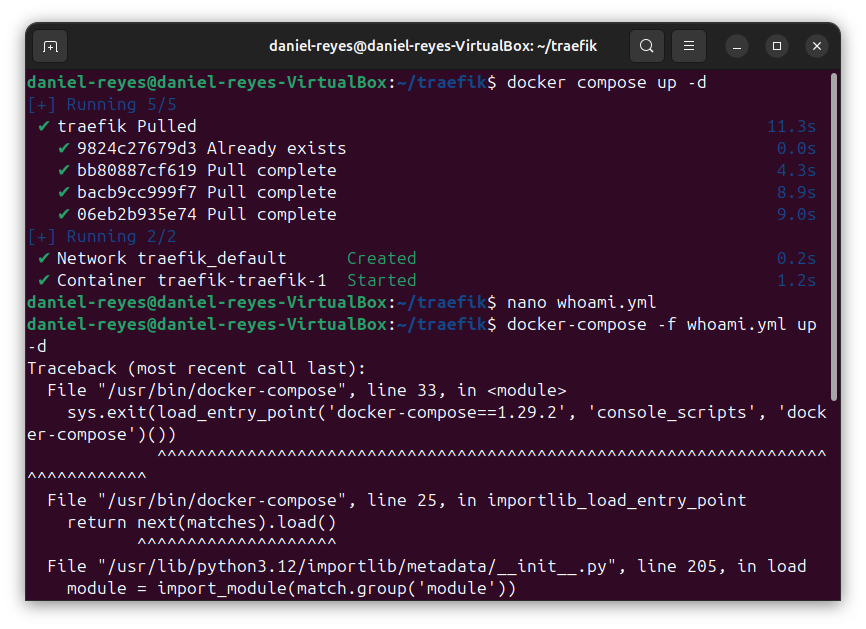 daniel-reyes@daniel-reyes-VirtualBox: ~/traefik
daniel-reyes@daniel-reyes-VirtualBox:~/traefik$ docker compose up -d
[+] Running 5/5
✔ traefik Pulled 11.3s
✔ 9824c27679d3 Already exists 0.0s
✔ bb80887cf619 Pull complete 4.3s
✔ bacb9cc999f7 Pull complete 8.9s
✔ 06eb2b935e74 Pull complete 9.0s
[+] Running 2/2
✔ Network traefik_default Created 0.2s
✔ Container traefik-traefik-1 Started 1.2s
daniel-reyes@daniel-reyes-VirtualBox:~/traefik$ nano whoami.yml
daniel-reyes@daniel-reyes-VirtualBox:~/traefik$ docker-compose -f whoami.yml up
-d
Traceback (most recent call last):
File "/usr/bin/docker-compose", line 33, in <module>
sys.exit(load_entry_point('docker-compose==1.29.2', 'console_scripts', 'dock
er-compose')())
^^^^^^^^^^^^^^^^^^^^^^^^^^^^^^^^^^^^^^^^^^^^^^^^^^^^^^^^^^^^^^^^^^^
^^^^^^^^^^^^
File "/usr/bin/docker-compose", line 25, in importlib_load_entry_point
return next(matches).load()
^^^^^^^^^^^^^^^^^^^^
File "/usr/lib/python3.12/importlib/metadata/__init__.py", line 205, in load
module = import_module(match.group('module'))